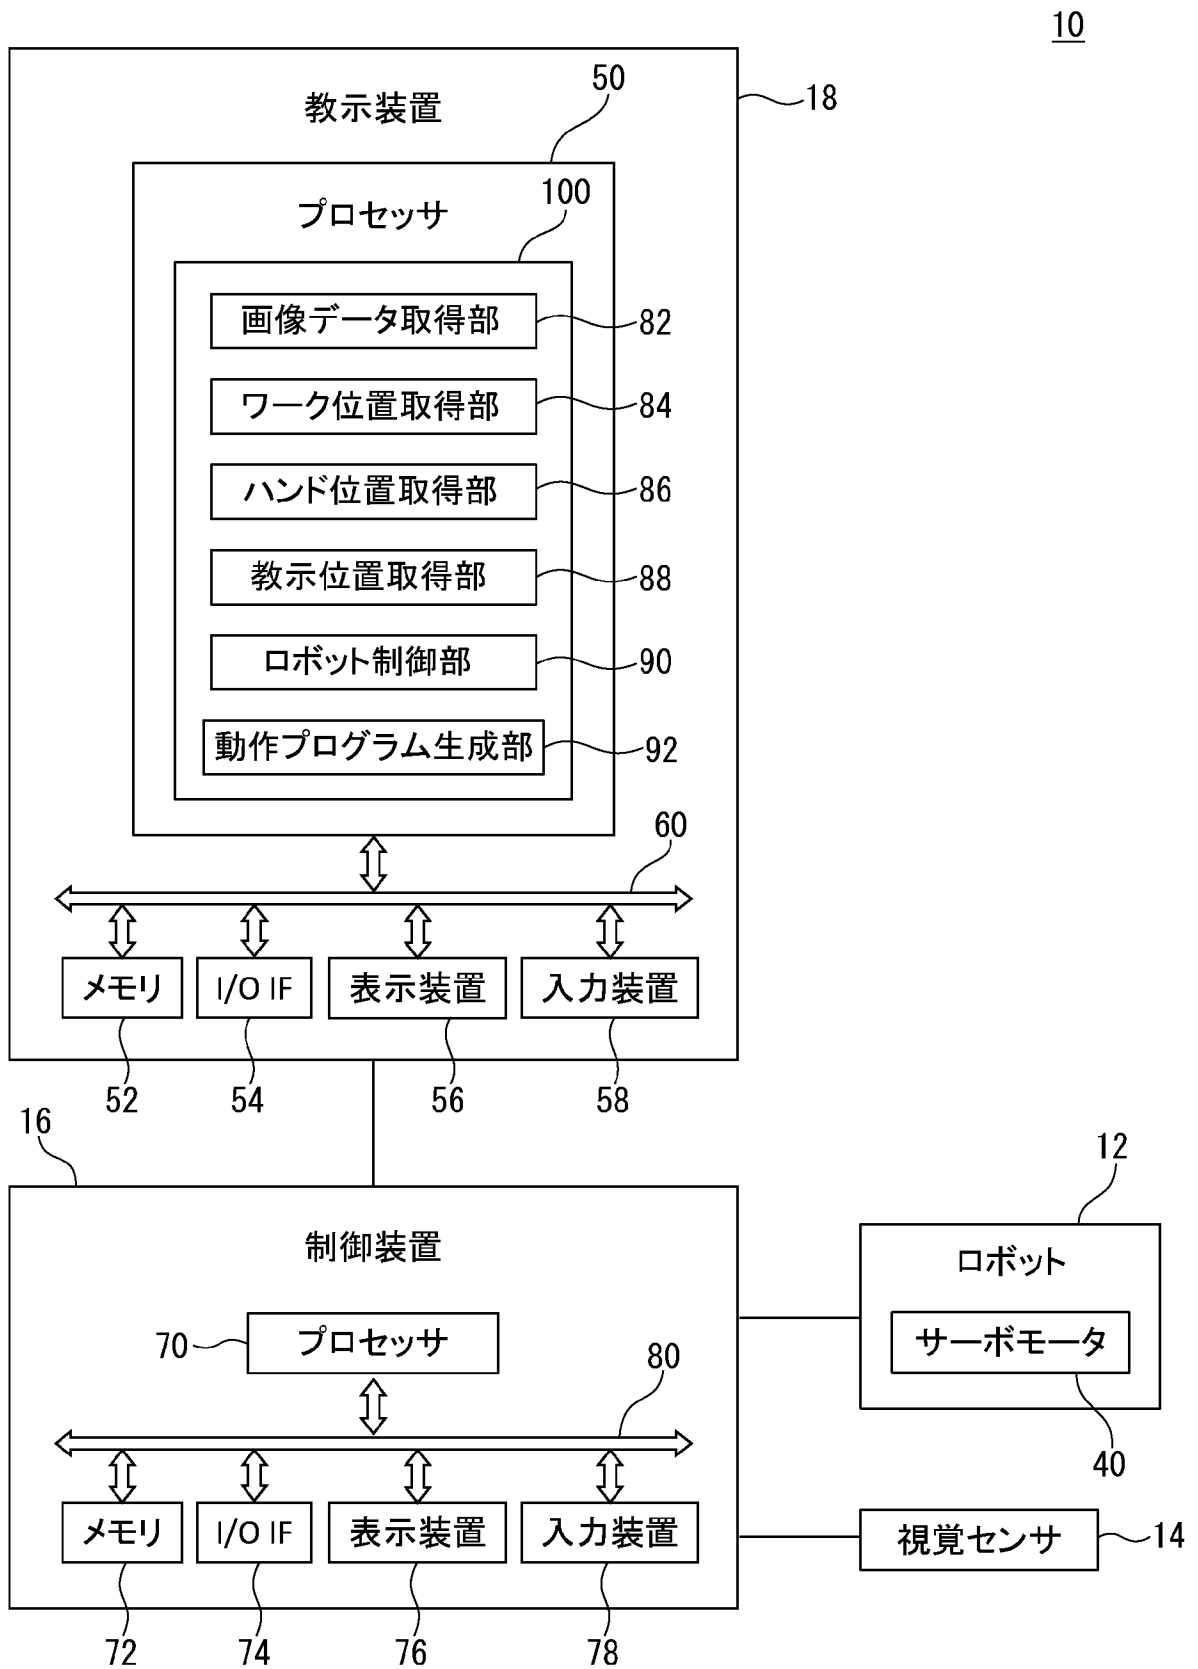 10
50
教示装置
18
100
プロセッサ
画像データ取得部
82
ワーク位置取得部
84
ハンド位置取得部
86
教示位置取得部
88
ロボット制御部
90
動作プログラム生成部
92
60
メモリ
I/O IF
表示装置
入力装置
52
54
56
58
16
12
制御装置
ロボット
70
プロセッサ
サーボモータ
80
40
メモリ
I/O IF
表示装置
入力装置
視覚センサ
14
72
74
76
78